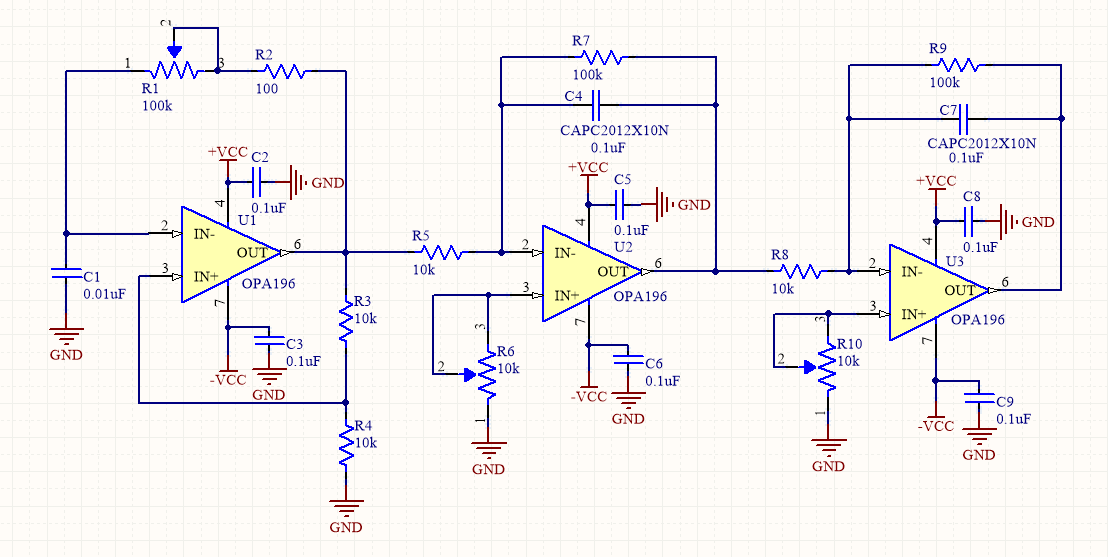 2
1
3
R1
100k
R2
100
+VCC
C2
GND
0.1uF
4
U1
2
IN-
OUT
6
3
IN+
OPA196
7
C1
0.01uF
GND
C3
0.1uF
-VCC
GND
R3
10k
R4
10k
GND
R7
100k
C4
CAPC2012X10N
0.1uF
+VCC
C5
GND
0.1uF
4
U2
R5
10k
2
IN-
OUT
6
3
IN+
OPA196
7
3
R6
10k
2
1
GND
C6
0.1uF
-VCC
GND
R9
100k
C7
CAPC2012X10N
0.1uF
+VCC
C8
GND
0.1uF
4
U3
R8
10k
2
IN-
OUT
6
3
IN+
OPA196
7
3
R10
10k
2
1
GND
C9
0.1uF
-VCC
GND